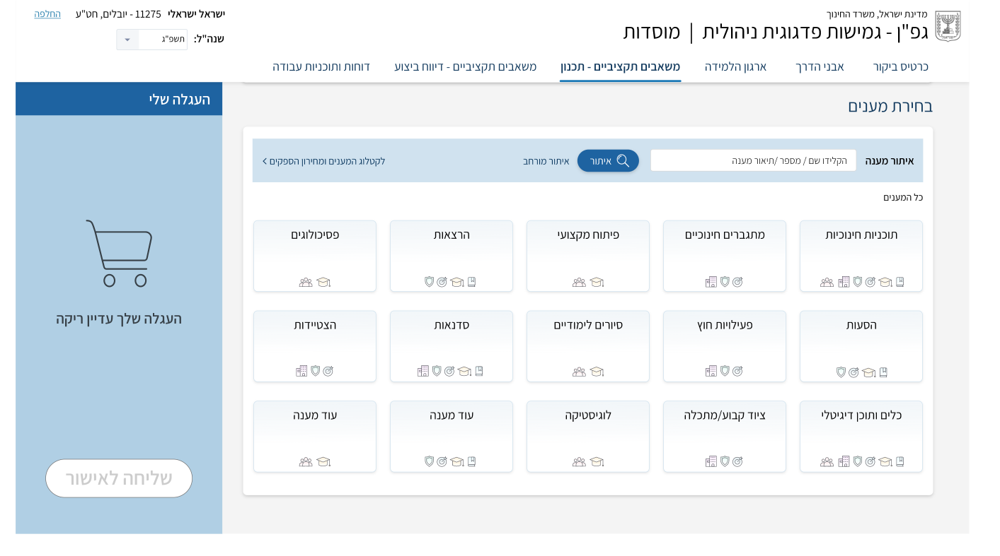 מדינת ישראל, משרד החינוך
גפ"ן - גמישות פדגוגית ניהולית | מוסדות
ישראל ישראלי 11275 - יובלים, חט"ע החלפה
שנה"ל: תשפ"ג
כרטיס ביקור אבני הדרך ארגון הלמידה משאבים תקציביים - תכנון משאבים תקציביים - דיווח ביצוע דוחות ותוכניות עבודה
בחירת מענים
איתור מענה הקלידו שם / מספר /תיאור מענה איתור איתור מורחב לקטלוג המענים ומחירון הספקים
כל המענים
תוכניות חינוכיות מתגברים חינוכיים פיתוח מקצועי הרצאות פסיכולוגים
הסעות פעילויות חוץ סיורים לימודיים סדנאות הצטיידות
כלים ותוכן דיגיטלי ציוד קבוע/מתכלה לוגיסטיקה עוד מענה עוד מענה
העגלה שלי
העגלה שלך עדיין ריקה
שליחה לאישור